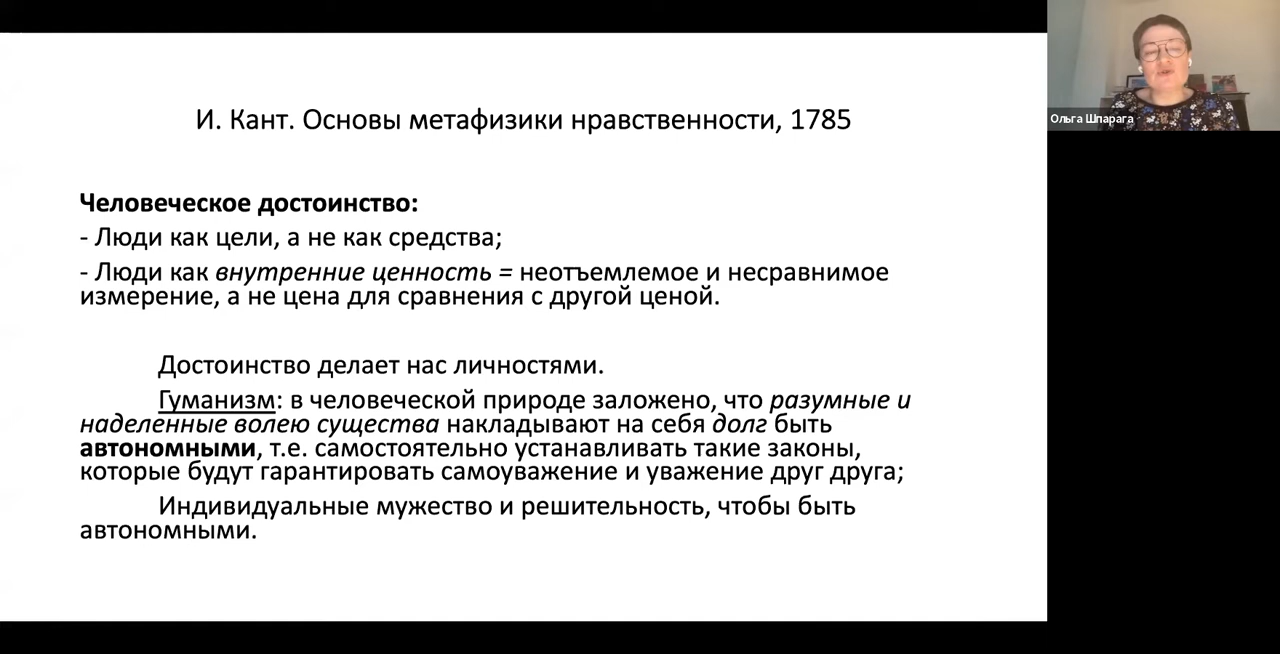 И. Кант. Основы метафизики нравственности, 1785
Ольга Шпарага
Человеческое достоинство:
- Люди как цели, а не как средства;
- Люди как внутренние ценность = неотъемлемое и несравнимое
измерение, а не цена для сравнения с другой ценой.
Достоинство делает нас личностями.
Гуманизм: в человеческой природе заложено, что разумные и
наделенные волею существа накладывают на себя долг быть
автономными, т.е. самостоятельно устанавливать такие законы,
которые будут гарантировать самоуважение и уважение друг друга;
Индивидуальные мужество и решительность, чтобы быть
автономными.